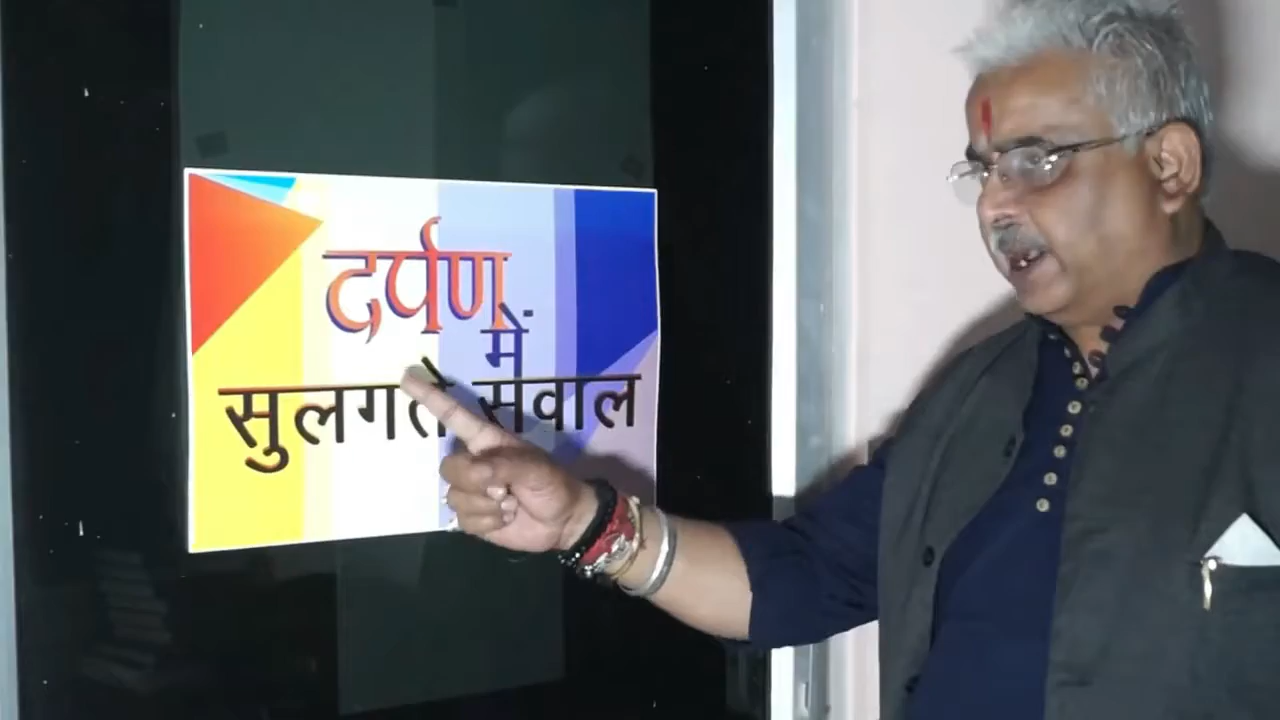 दर्पण
में
सुलगते सवाल